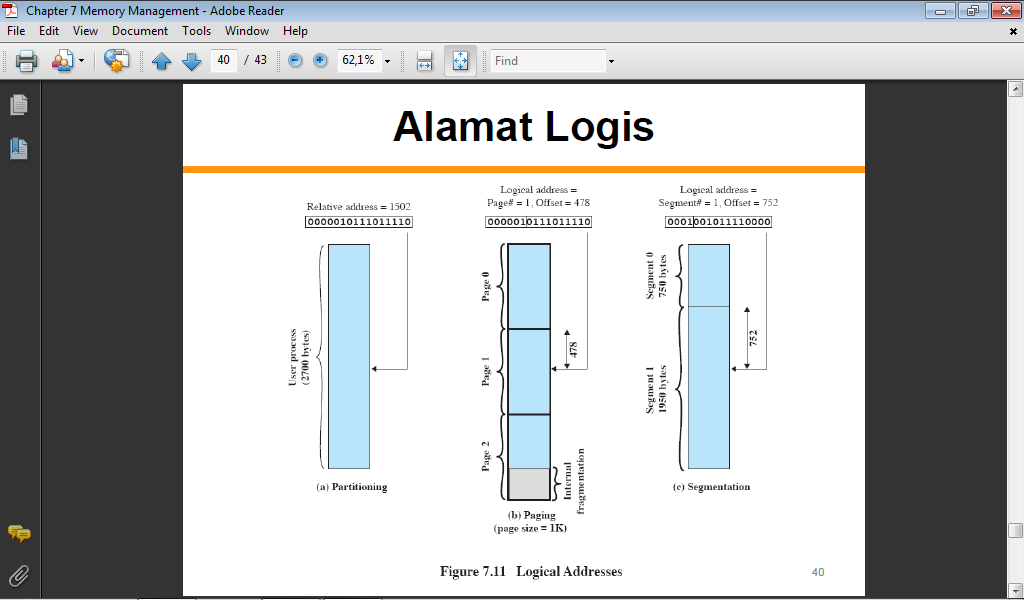 Chapter 7 Memory Management - Adobe Reader
File Edit View Document Tools Window Help
40 / 43 62,1% Find
Alamat Logis
Relative address = 1502
0000010111011110
User process
(2700 bytes)
(a) Partitioning
Logical address =
Page# = 1, Offset = 478
0000010111011110
Page 0
Page 1
Page 2
478
Internal
fragmentation
(b) Paging
(page size = 1K)
Logical address =
Segment# = 1, Offset = 752
0001001011110000
Segment 0
750 bytes
Segment 1
1950 bytes
752
(c) Segmentation
Figure 7.11 Logical Addresses
40